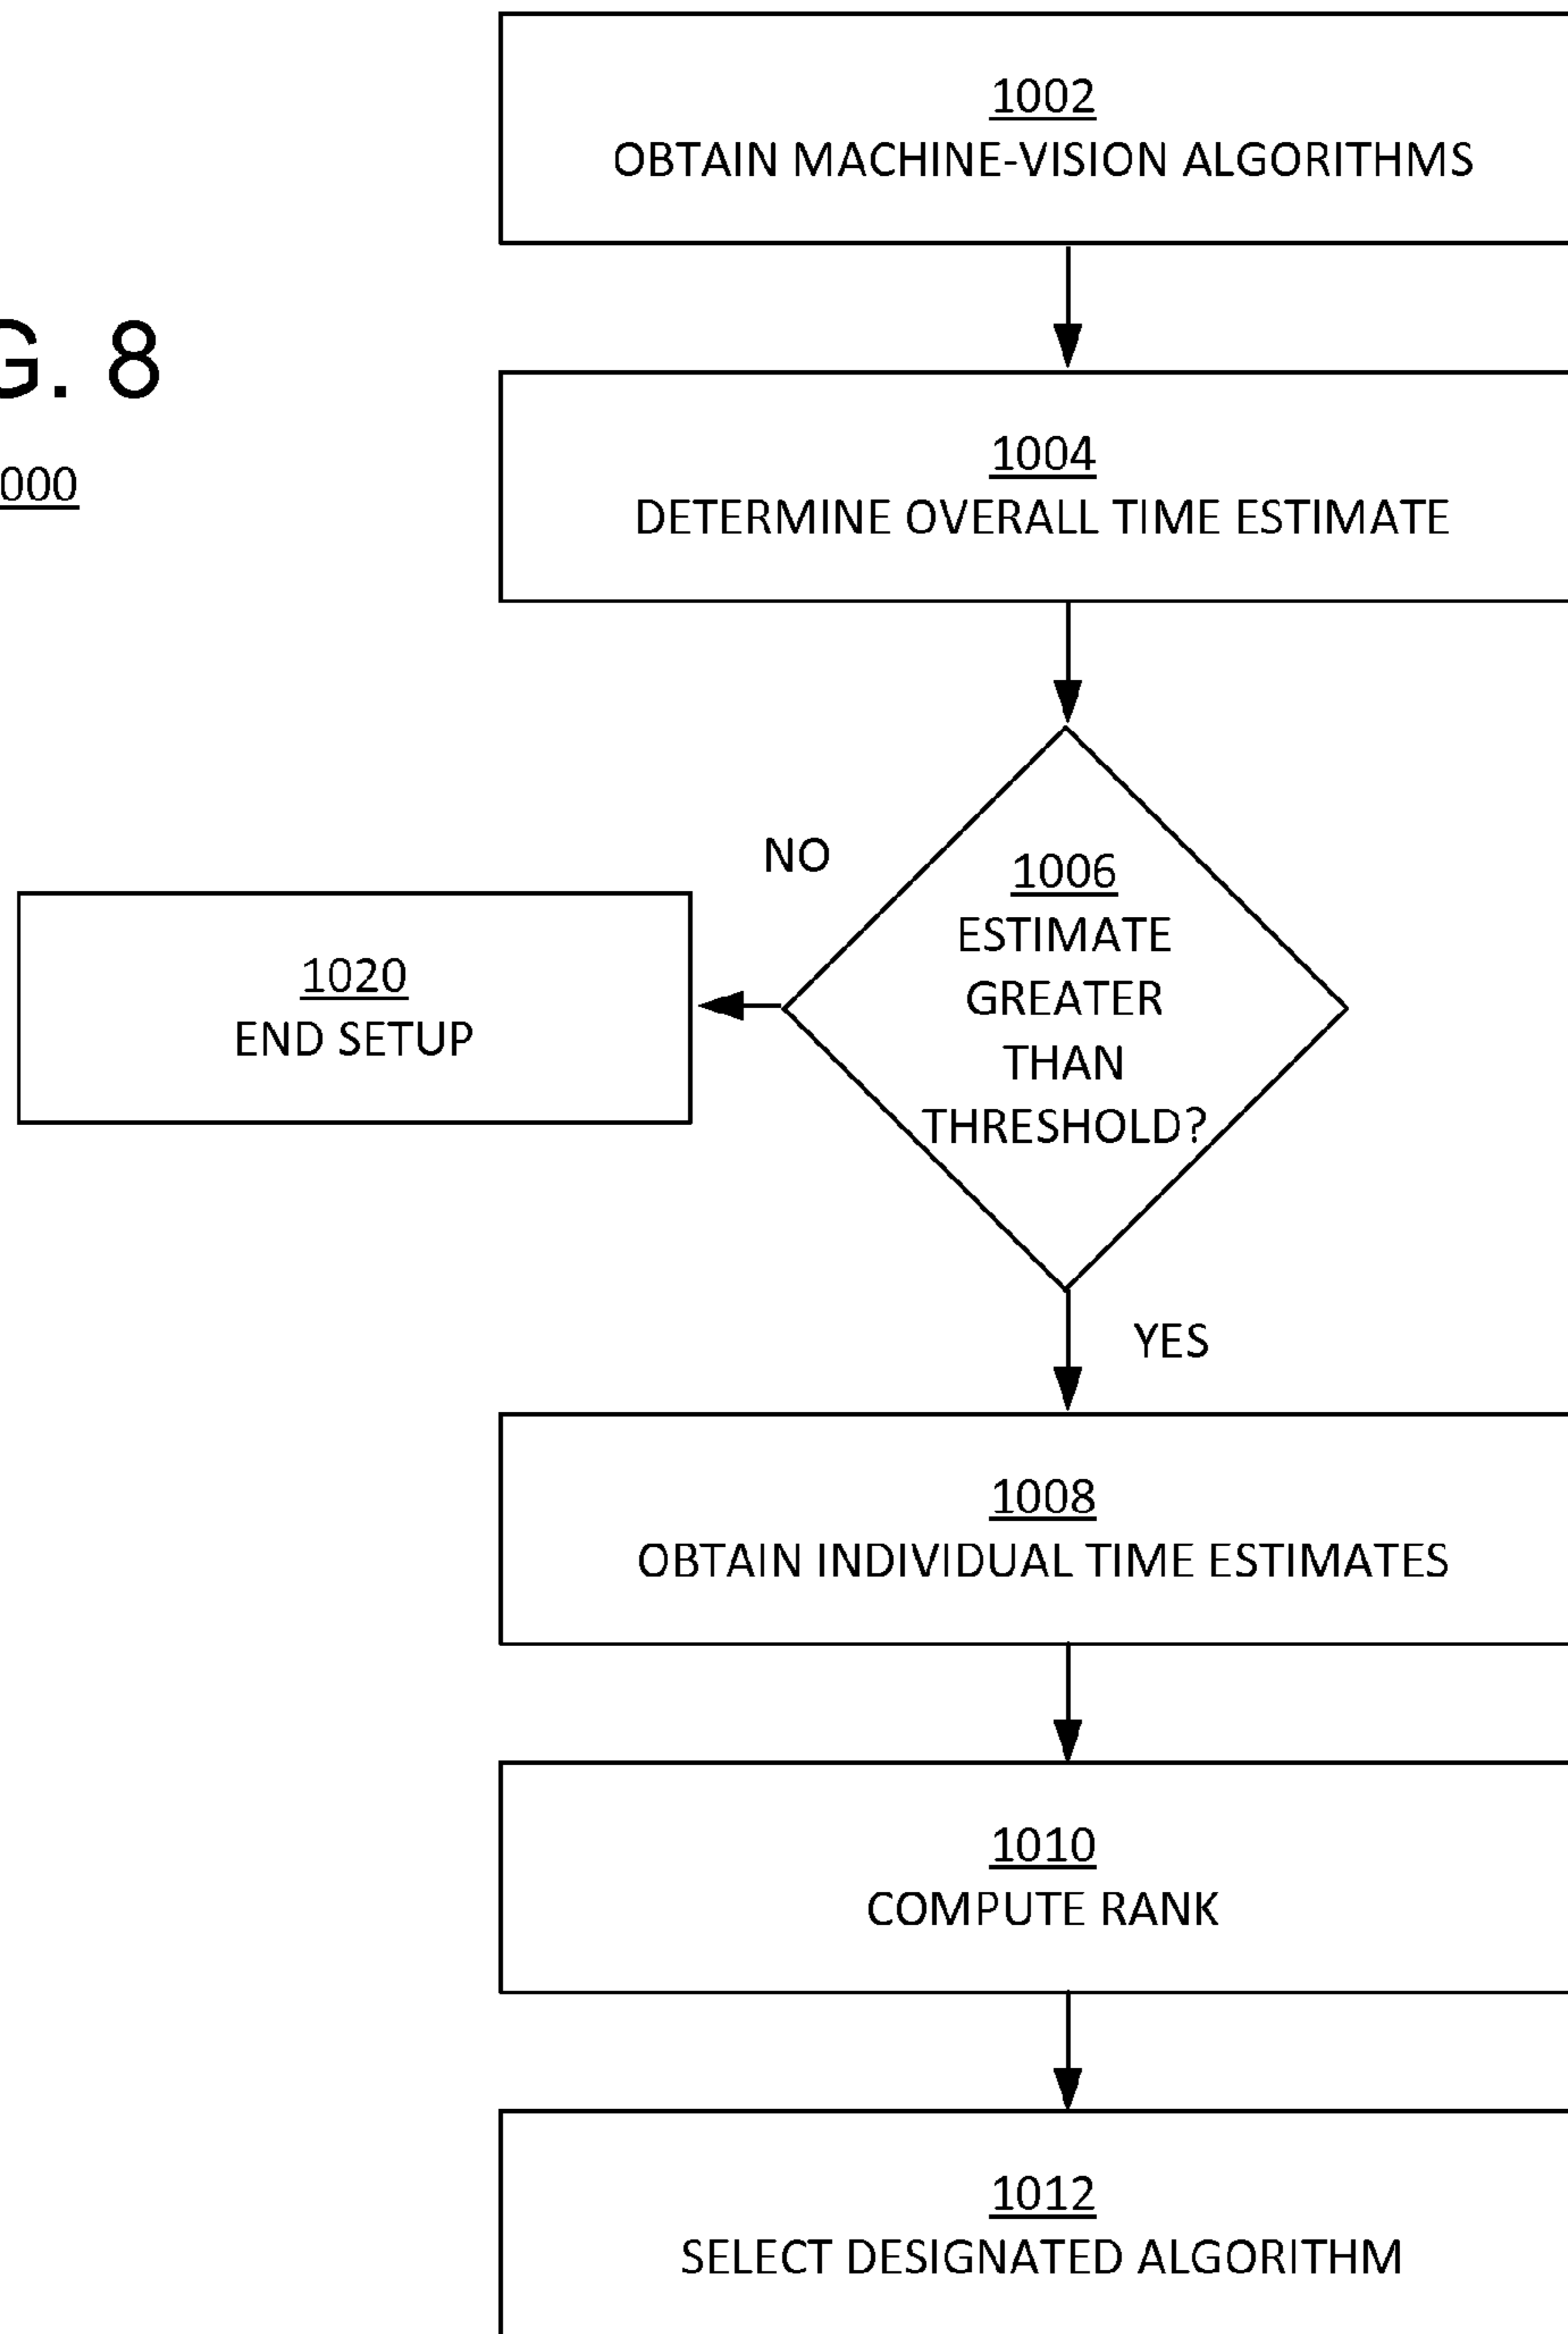 1002
OBTAIN MACHINE-VISION ALGORITHMS
G. 8
000
1004
DETERMINE OVERALL TIME ESTIMATE
NO
1006
ESTIMATE
GREATER
THAN
THRESHOLD?
1020
END SETUP
YES
1008
OBTAIN INDIVIDUAL TIME ESTIMATES
1010
COMPUTE RANK
1012
SELECT DESIGNATED ALGORITHM